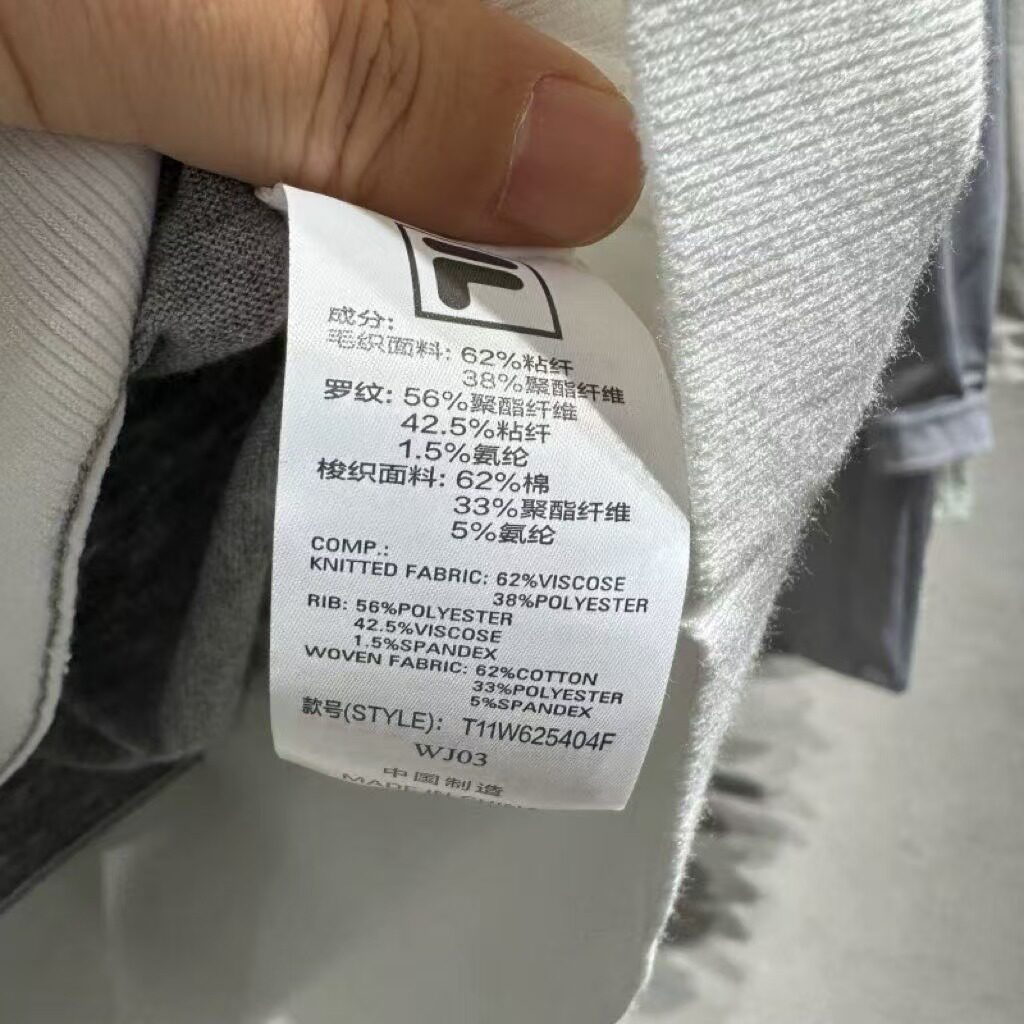 成分:
毛织面料: 62%粘纤
38%聚酯纤维
罗纹: 56%聚酯纤维
42.5%粘纤
1.5%氨纶
梭织面料: 62%棉
33%聚酯纤维
5%氨纶
COMP.:
KNITTED FABRIC: 62%VISCOSE
38%POLYESTER
RIB: 56%POLYESTER
42.5%VISCOSE
1.5%SPANDEX
WOVEN FABRIC: 62%COTTON
33%POLYESTER
5%SPANDEX
款号(STYLE): T11W625404F
WJ03
中国制造
MADE IN CHINA